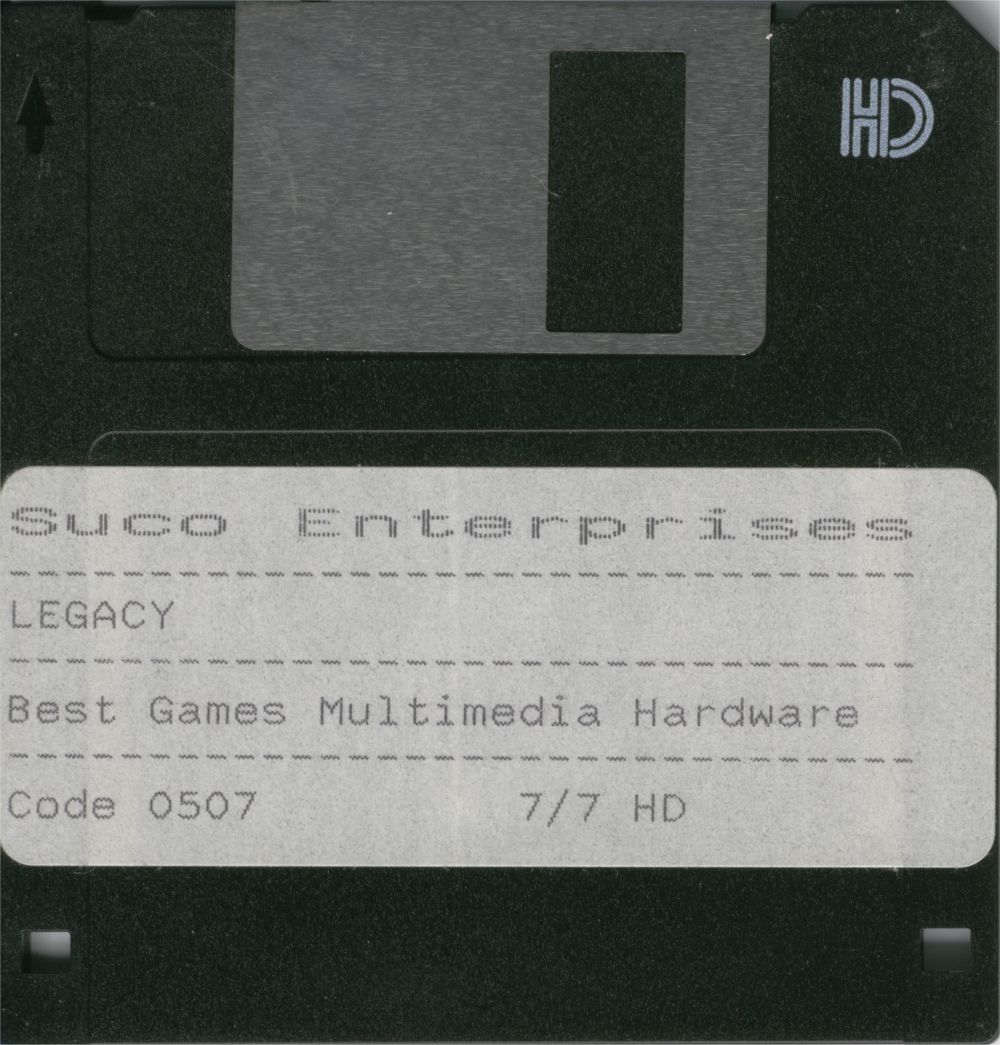 HD
Suco Enterprises
LEGACY
Best Games Multimedia Hardware
Code 0507 7/7 HD